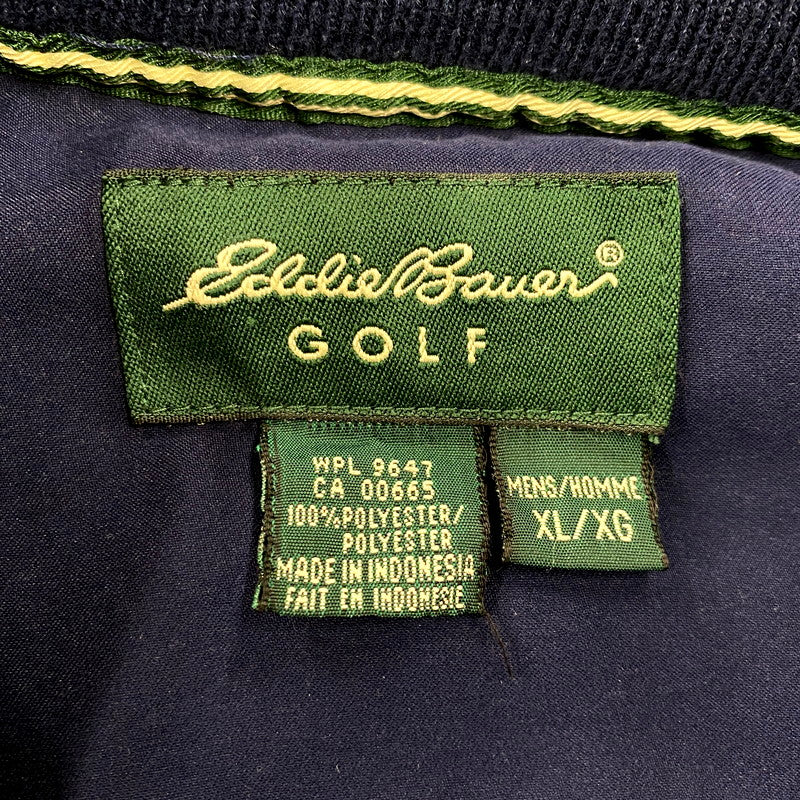 Eddie Bauer®
GOLF
WPL 9647
CA 00665
100% POLYESTER/
POLYESTER
MADE IN INDONESIA
FAIT EN INDONESIE
MENS/HOMME
XL/XG